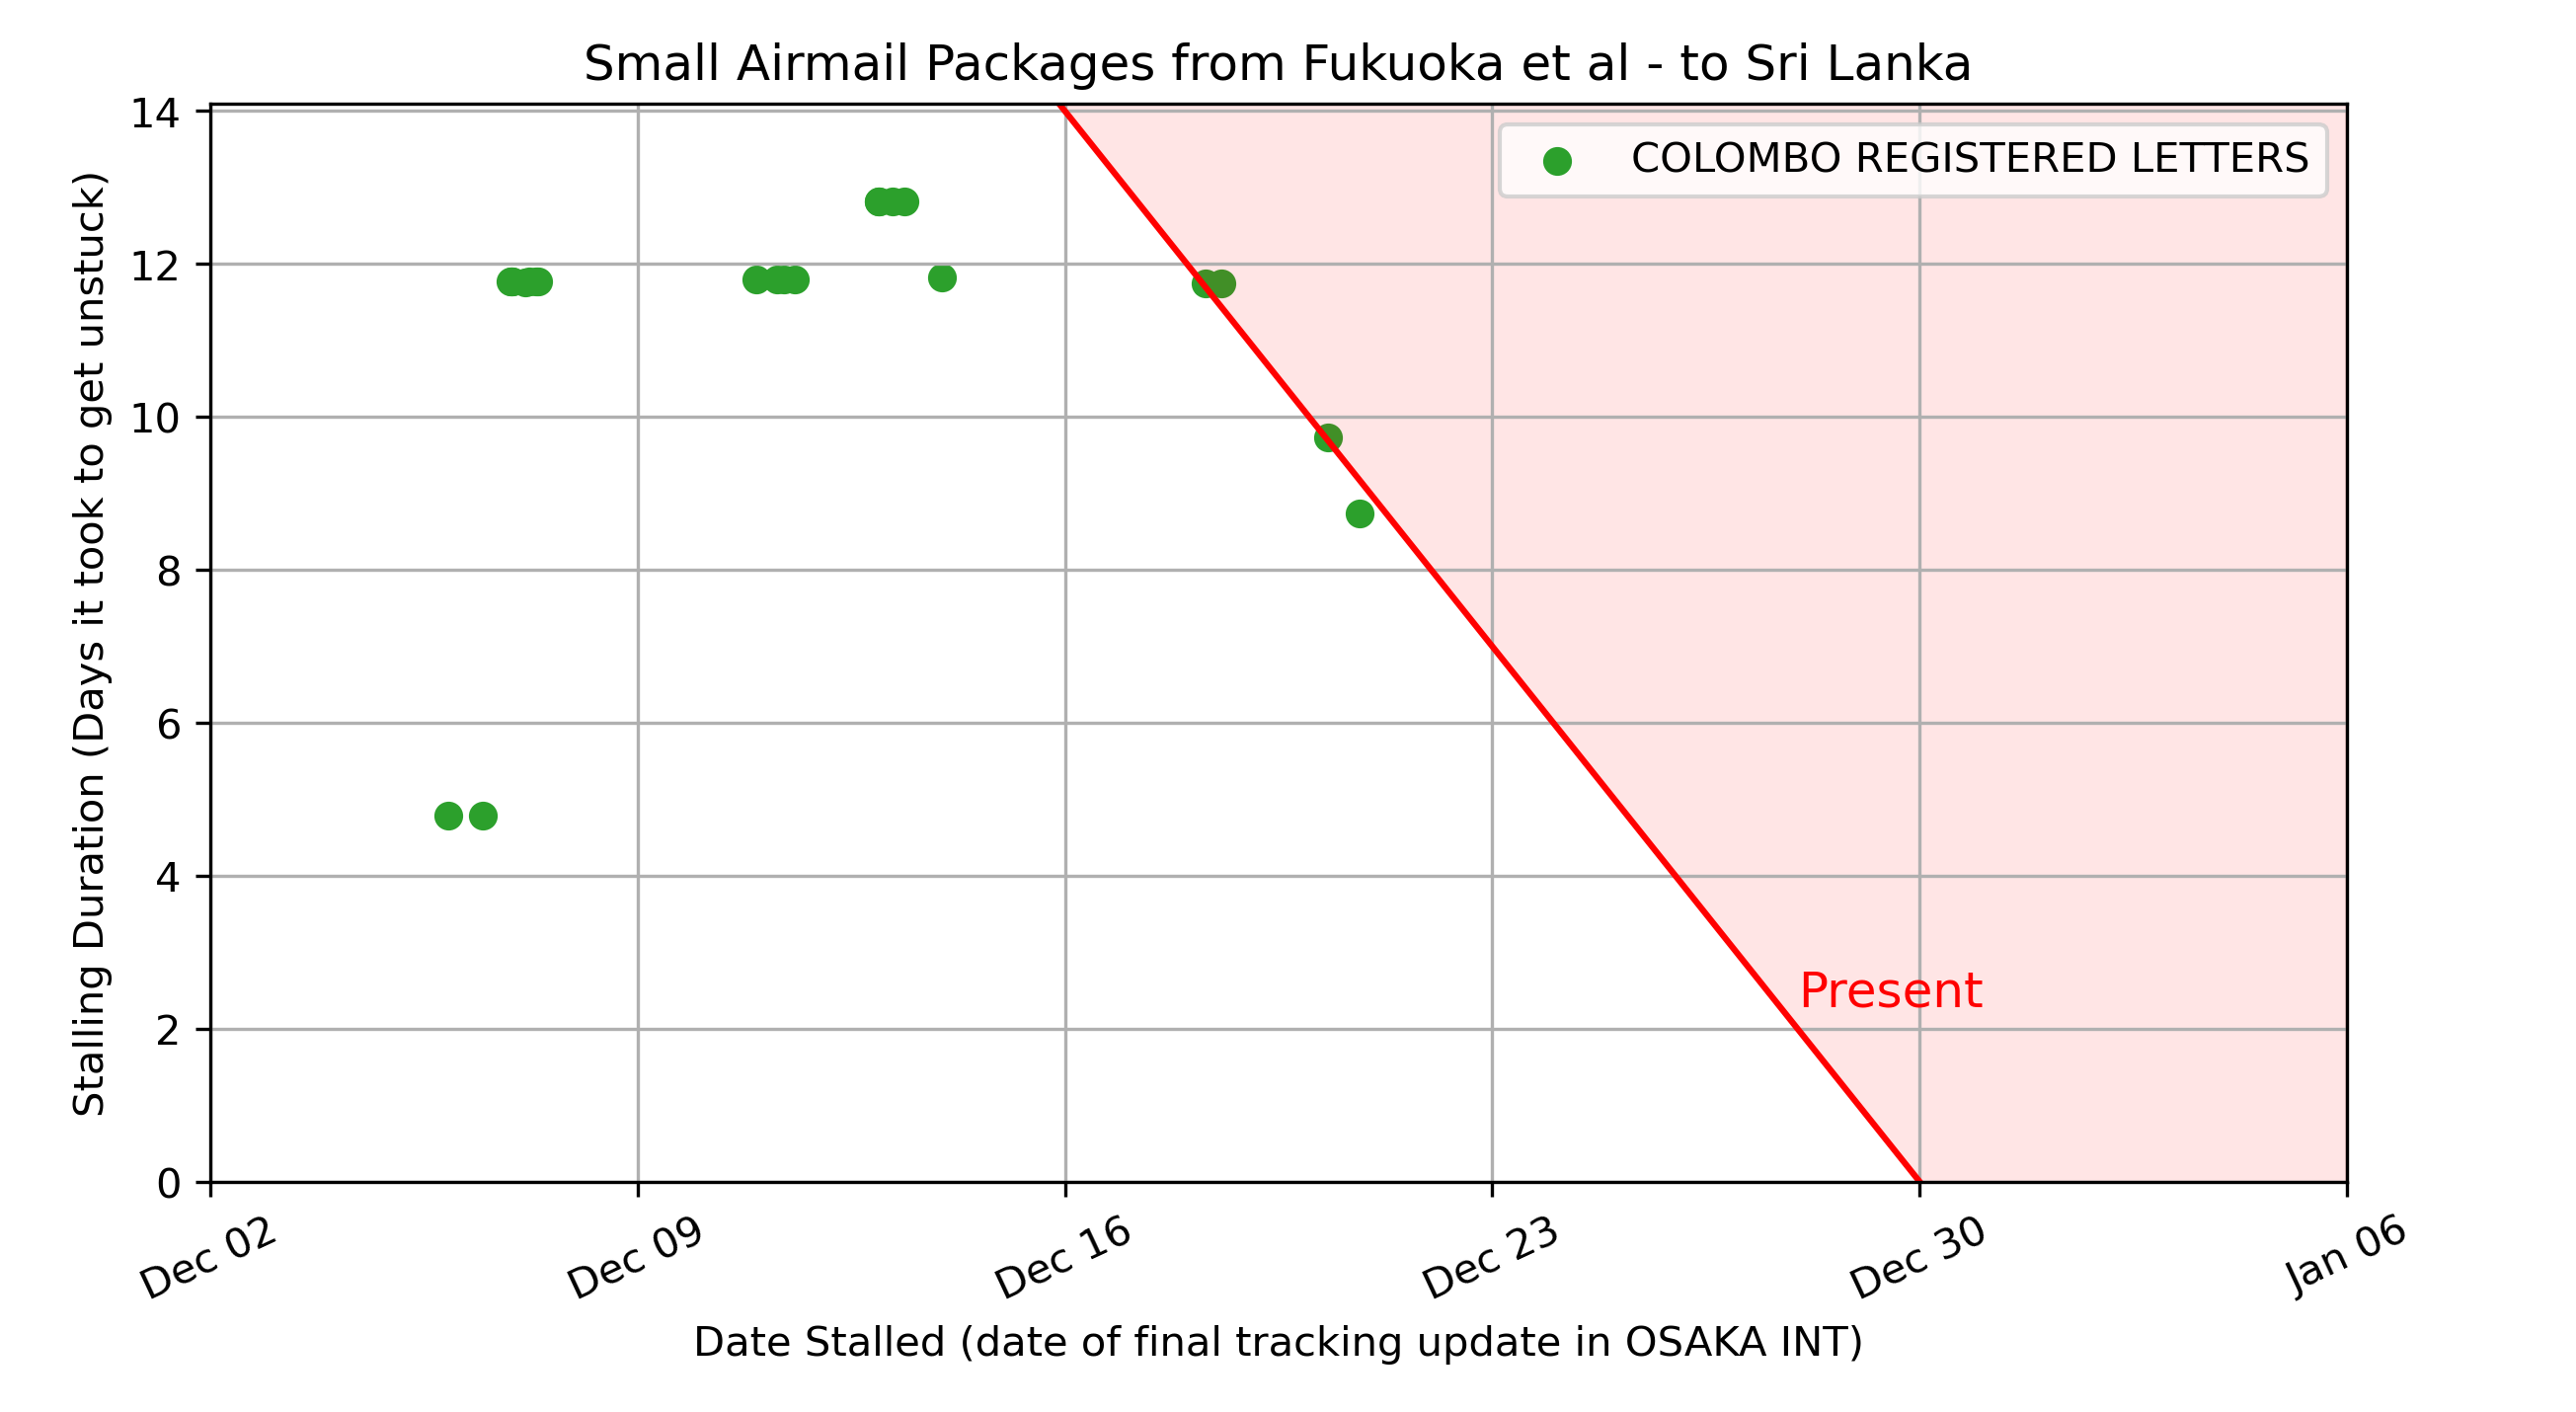 Small Airmail Packages from Fukuoka et al - to Sri Lanka
COLOMBO REGISTERED LETTERS
Stalling Duration (Days it took to get unstuck)
14
12
10
8
6
4
2
0
Present
Dec 02
Dec 09
Dec 16
Dec 23
Dec 30
Jan 06
Date Stalled (date of final tracking update in OSAKA INT)